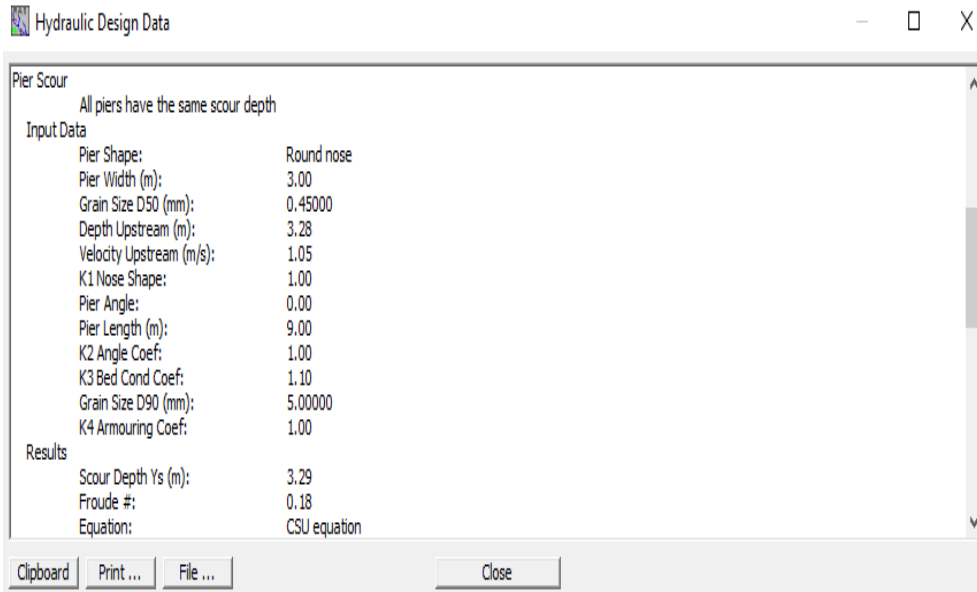 Hydraulic Design Data
Pier Scour
All piers have the same scour depth
Input Data
Pier Shape: Round nose
Pier Width (m): 3.00
Grain Size D50 (mm): 0.45000
Depth Upstream (m): 3.28
Velocity Upstream (m/s): 1.05
K1 Nose Shape: 1.00
Pier Angle: 0.00
Pier Length (m): 9.00
K2 Angle Coef: 1.00
K3 Bed Cond Coef: 1.10
Grain Size D90 (mm): 5.00000
K4 Armouring Coef: 1.00
Results
Scour Depth Ys (m): 3.29
Froude #: 0.18
Equation: CSU equation
Clipboard Print ... File ... Close